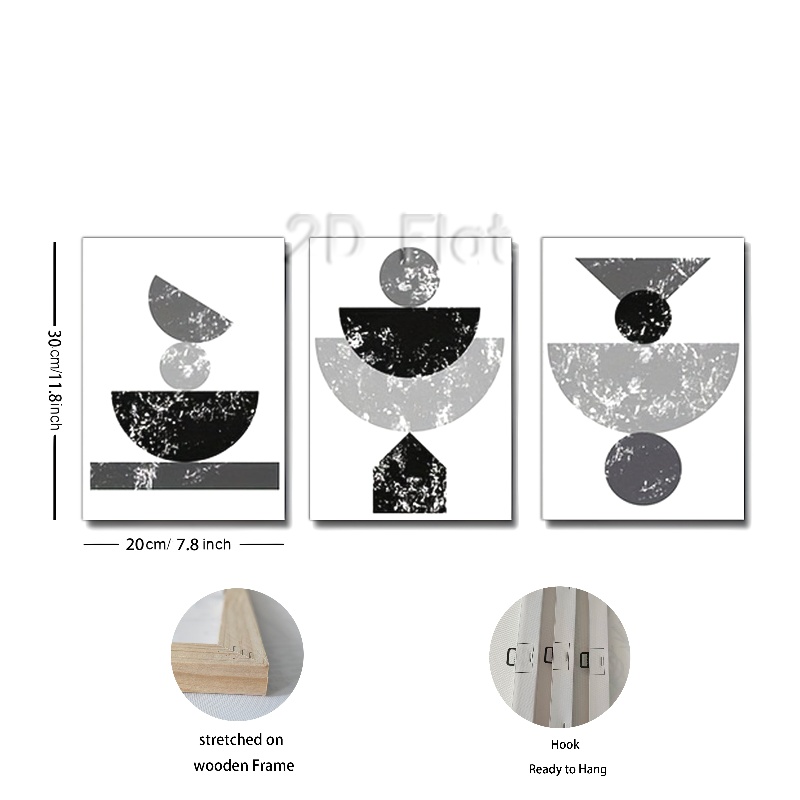 2D Flat
30cm/11.8inch
20cm/ 7.8 inch
stretched on
wooden Frame
Hook
Ready to Hang